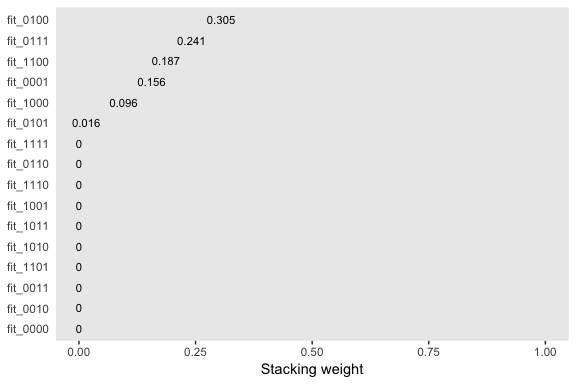 fit_0100 0.305
fit_0111 0.241
fit_1100 0.187
fit_0001 0.156
fit_1000 0.096
fit_0101 0.016
fit_1111 0
fit_0110 0
fit_1110 0
fit_1001 0
fit_1011 0
fit_1010 0
fit_1101 0
fit_0011 0
fit_0010 0
fit_0000 0
0.00 0.25 0.50 0.75 1.00
Stacking weight